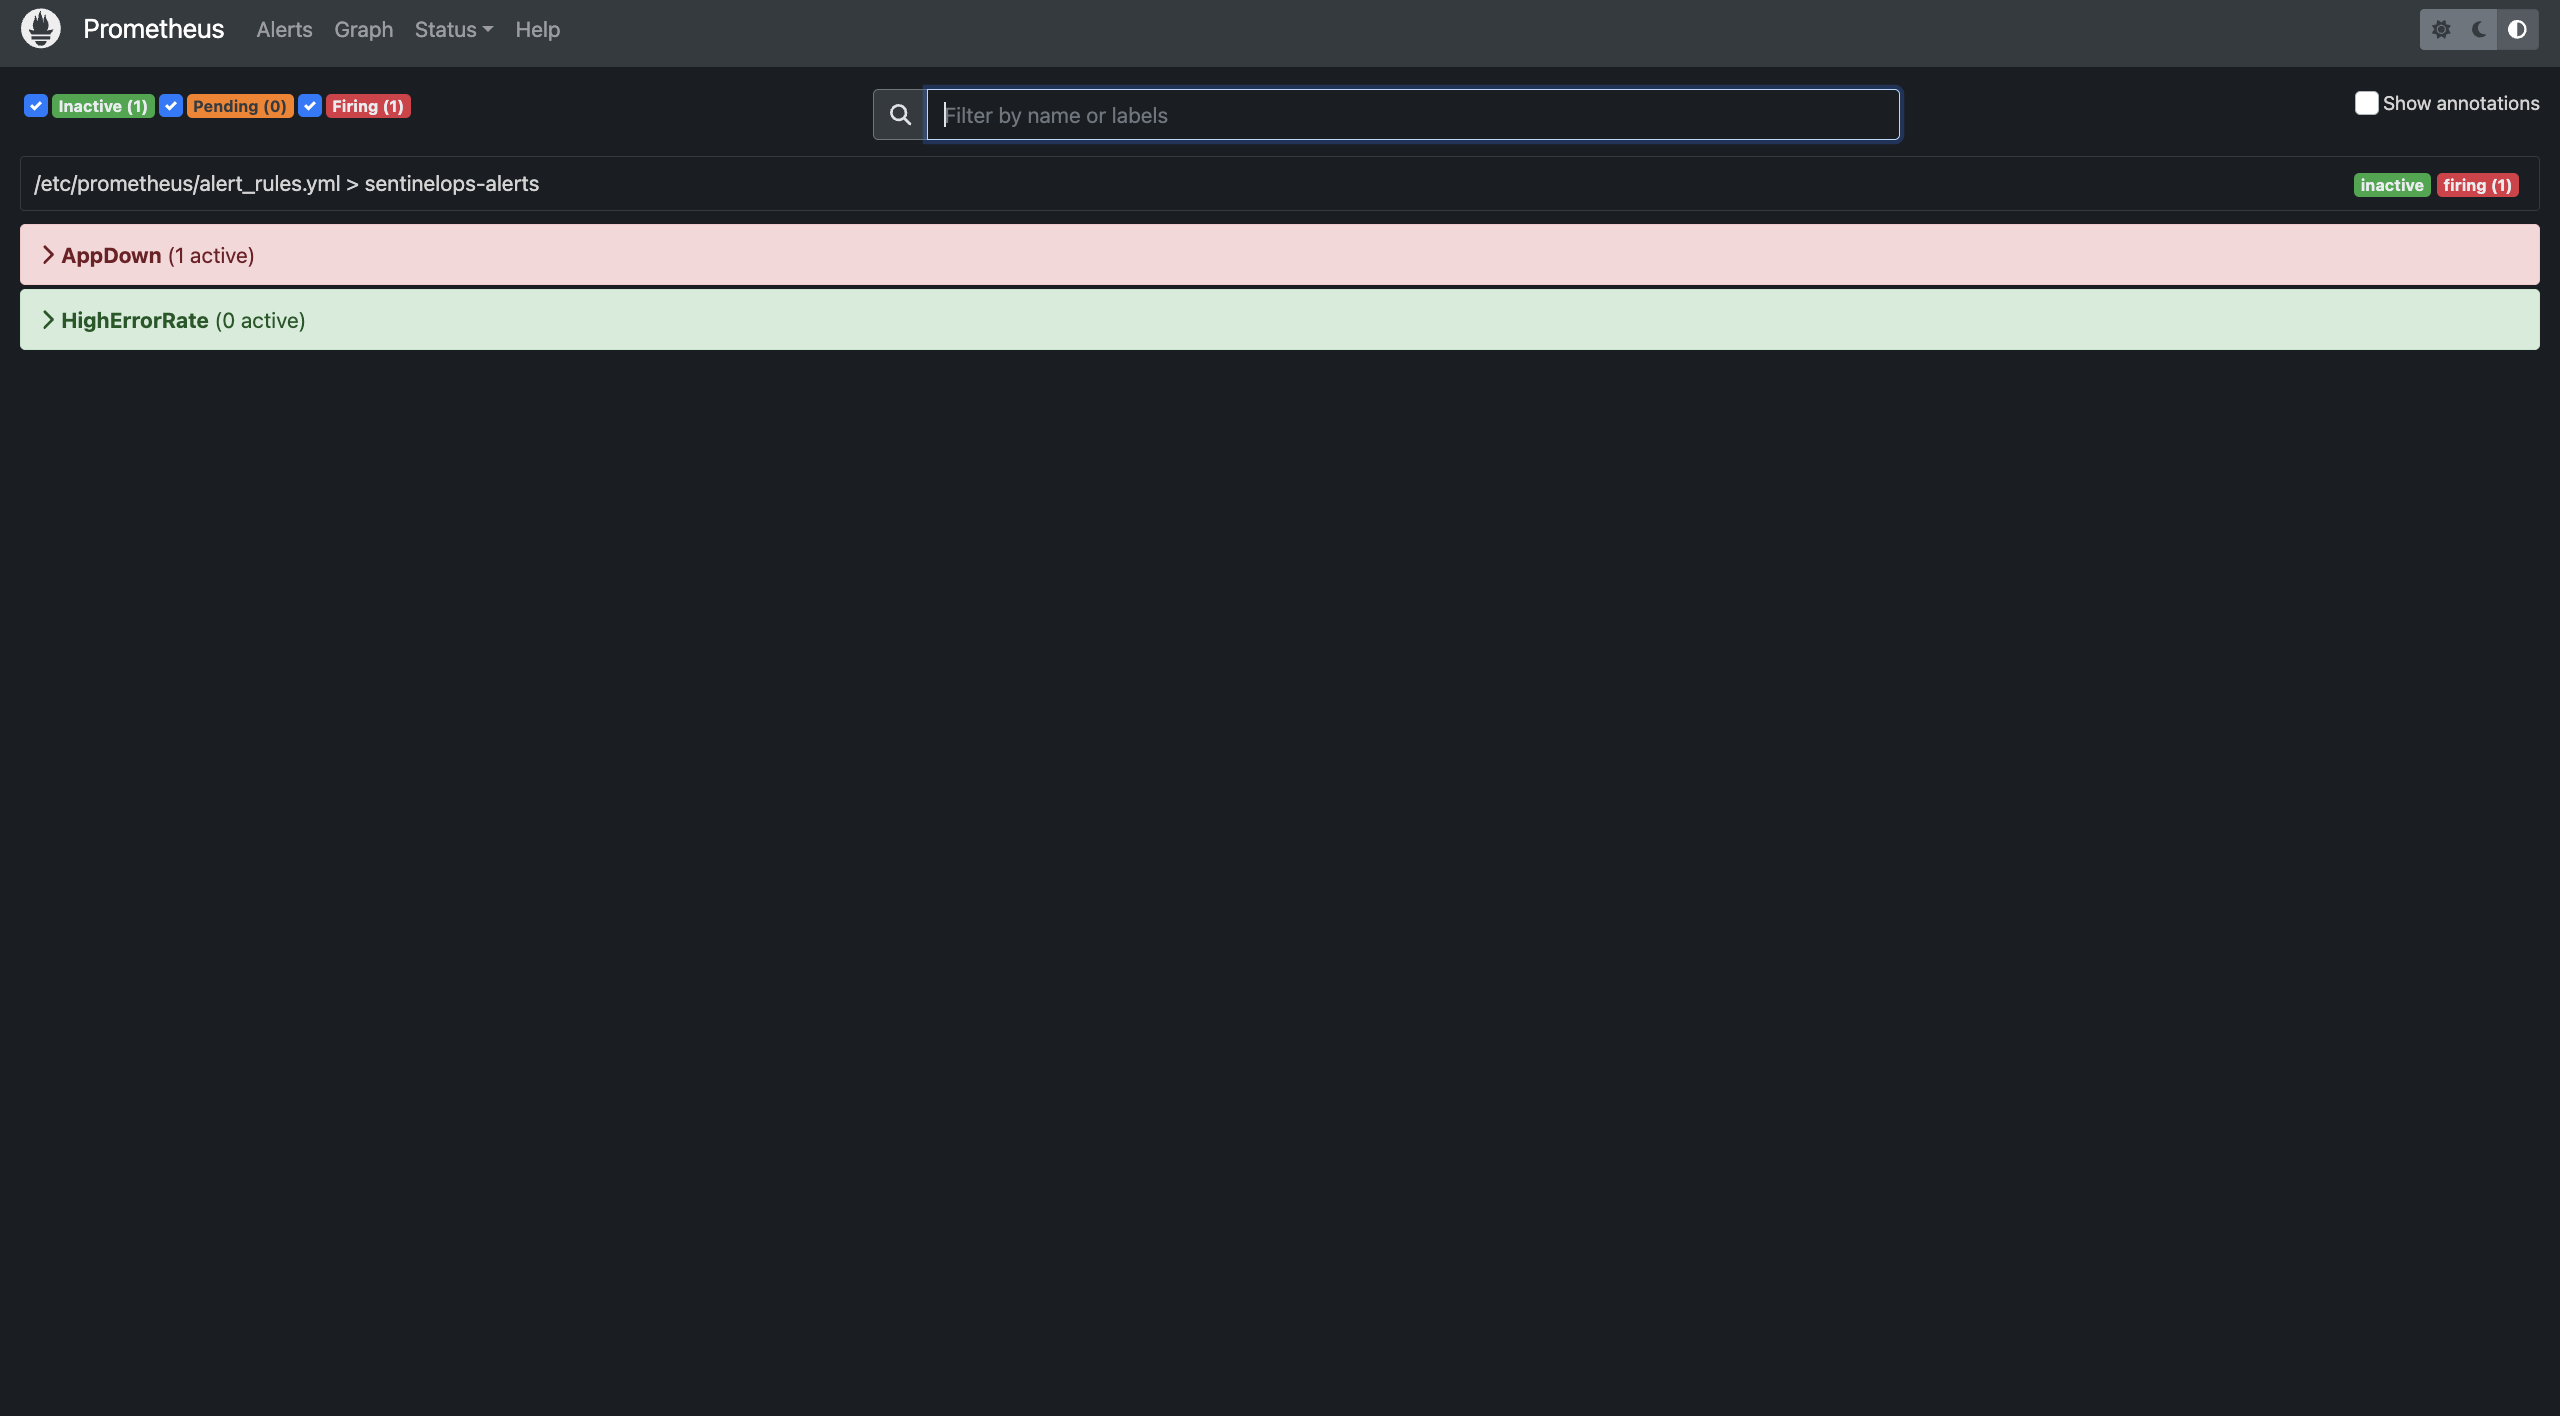 Prometheus Alerts Graph Status Help
Inactive (1) Pending (0) Firing (1) Filter by name or labels Show annotations
/etc/prometheus/alert_rules.yml > sentinelops-alerts inactive firing (1)
AppDown (1 active)
HighErrorRate (0 active)